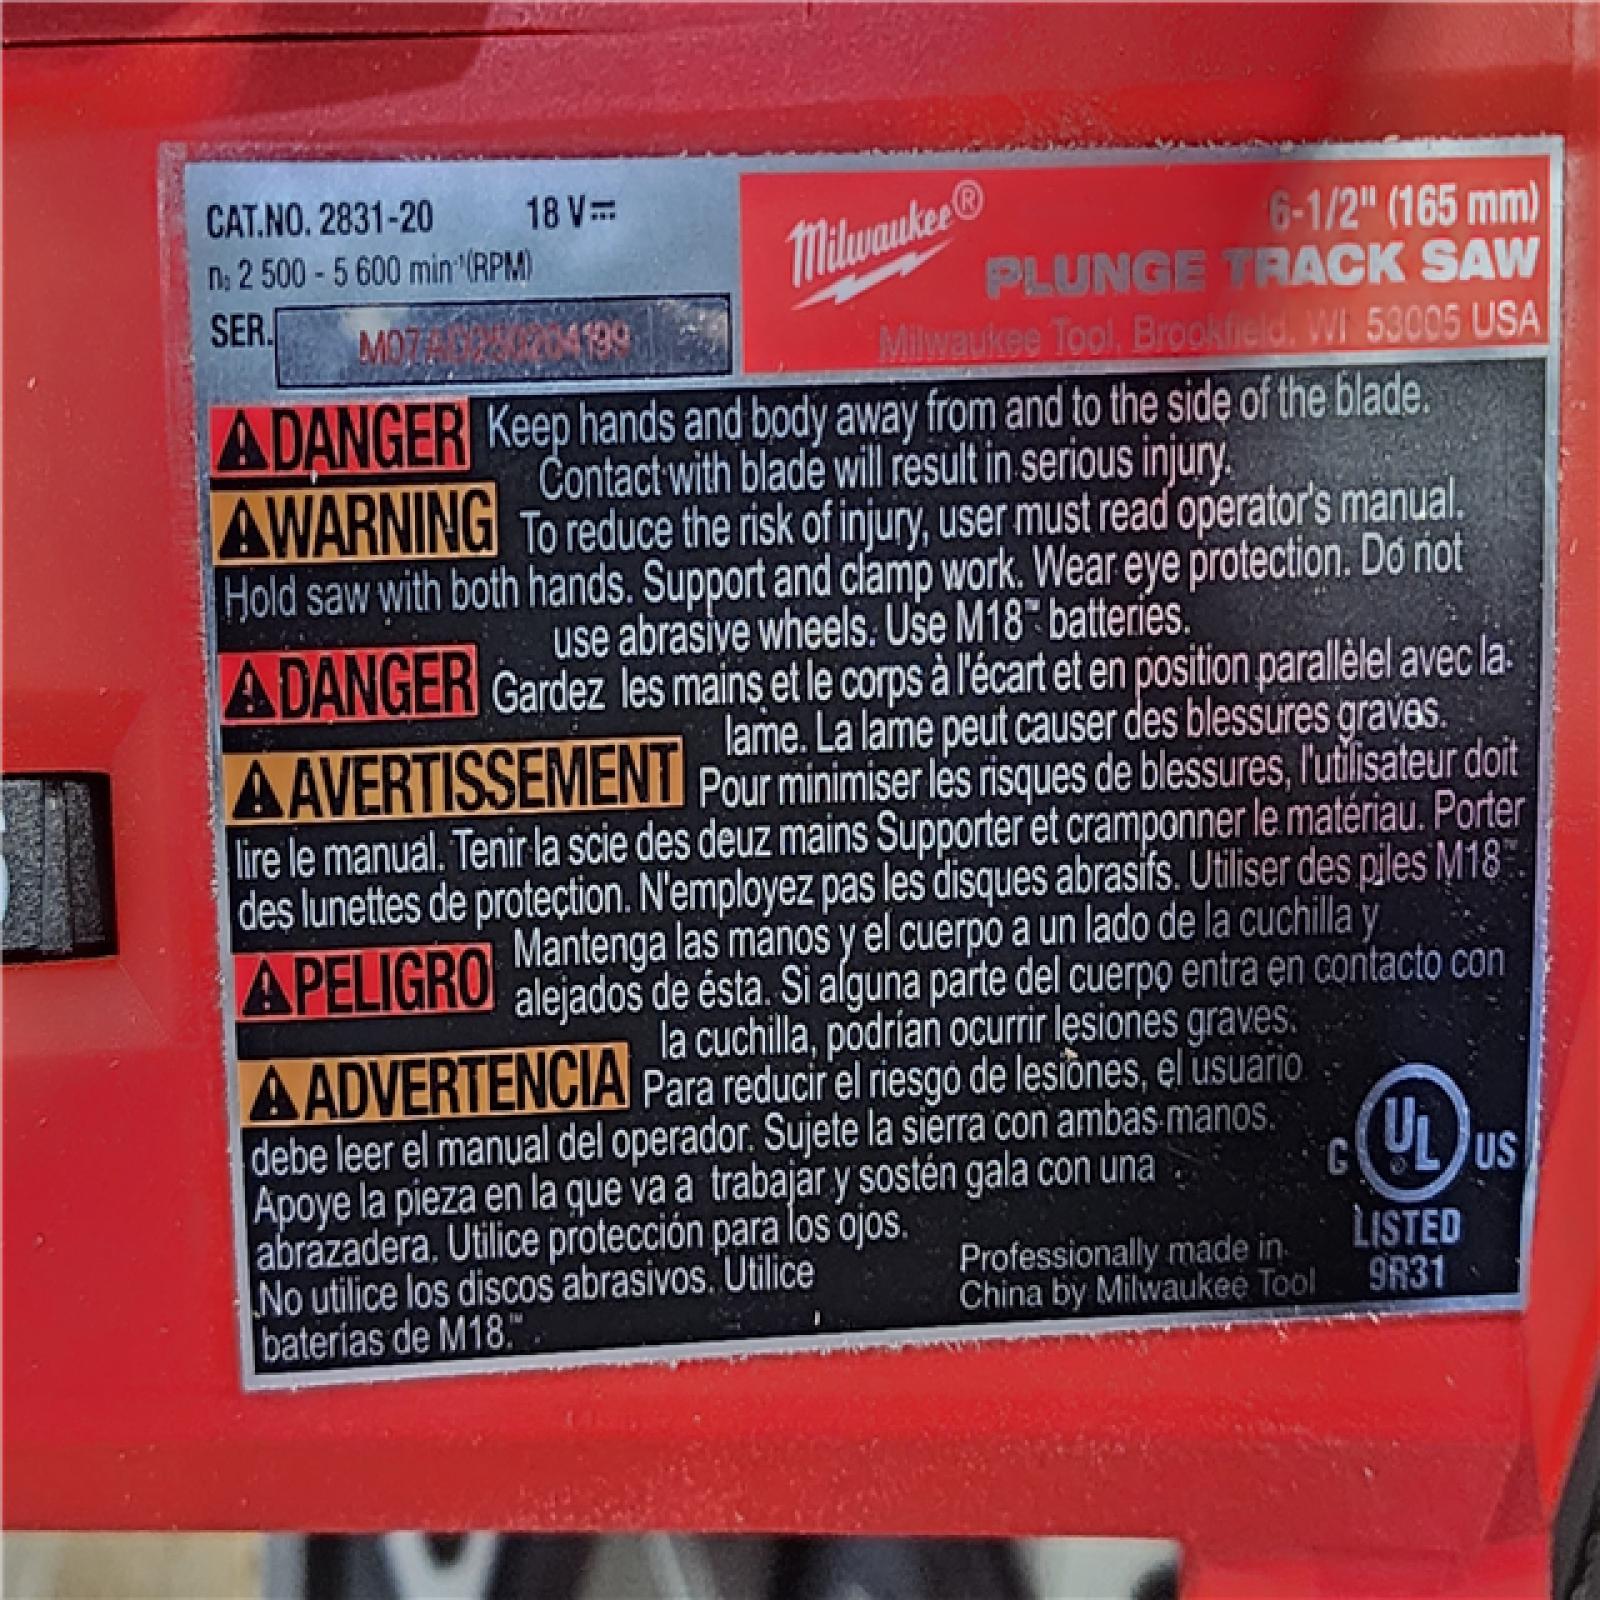 CAT.NO. 2831-20 18 V⎓
n₀ 2 500 - 5 600 min⁻¹(RPM)
SER.
Milwaukee®
6-1/2" (165 mm)
PLUNGE TRACK SAW
Milwaukee Tool, Brookfield, WI 53005 USA
⚠DANGER Keep hands and body away from and to the side of the blade.
Contact with blade will result in serious injury.
⚠WARNING To reduce the risk of injury, user must read operator's manual.
Hold saw with both hands. Support and clamp work. Wear eye protection. Do not
use abrasive wheels. Use M18™ batteries.
⚠DANGER Gardez les mains et le corps à l'écart et en position parallèlel avec la
lame. La lame peut causer des blessures graves.
⚠AVERTISSEMENT Pour minimiser les risques de blessures, l'utilisateur doit
lire le manual. Tenir la scie des deuz mains Supporter et cramponner le matériau. Porter
des lunettes de protection. N'employez pas les disques abrasifs. Utiliser des piles M18™.
⚠PELIGRO Mantenga las manos y el cuerpo a un lado de la cuchilla y
alejados de ésta. Si alguna parte del cuerpo entra en contacto con
la cuchilla, podrían ocurrir lesiones graves.
⚠ADVERTENCIA Para reducir el riesgo de lesiones, el usuario
debe leer el manual del operador. Sujete la sierra con ambas manos.
Apoye la pieza en la que va a trabajar y sostén gala con una
abrazadera. Utilice protección para los ojos.
No utilice los discos abrasivos. Utilice
baterías de M18.™
Professionally made in
China by Milwaukee Tool
C UL US
LISTED
9R31